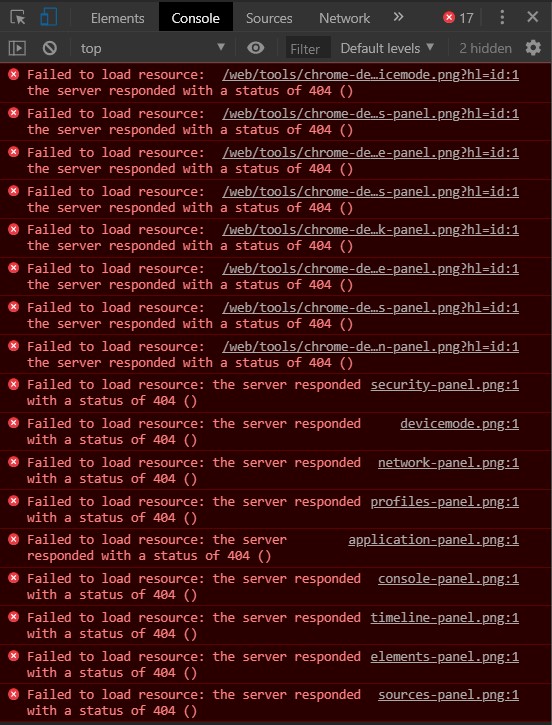 Elements Console Sources Network » 17
top Filter Default levels ▼ 2 hidden
Failed to load resource: /web/tools/chrome-de…icemode.png?hl=id:1
the server responded with a status of 404 ()
Failed to load resource: /web/tools/chrome-de…s-panel.png?hl=id:1
the server responded with a status of 404 ()
Failed to load resource: /web/tools/chrome-de…e-panel.png?hl=id:1
the server responded with a status of 404 ()
Failed to load resource: /web/tools/chrome-de…s-panel.png?hl=id:1
the server responded with a status of 404 ()
Failed to load resource: /web/tools/chrome-de…k-panel.png?hl=id:1
the server responded with a status of 404 ()
Failed to load resource: /web/tools/chrome-de…e-panel.png?hl=id:1
the server responded with a status of 404 ()
Failed to load resource: /web/tools/chrome-de…s-panel.png?hl=id:1
the server responded with a status of 404 ()
Failed to load resource: /web/tools/chrome-de…n-panel.png?hl=id:1
the server responded with a status of 404 ()
Failed to load resource: the server responded security-panel.png:1
with a status of 404 ()
Failed to load resource: the server responded devicemode.png:1
with a status of 404 ()
Failed to load resource: the server responded network-panel.png:1
with a status of 404 ()
Failed to load resource: the server responded profiles-panel.png:1
with a status of 404 ()
Failed to load resource: the server application-panel.png:1
responded with a status of 404 ()
Failed to load resource: the server responded console-panel.png:1
with a status of 404 ()
Failed to load resource: the server responded timeline-panel.png:1
with a status of 404 ()
Failed to load resource: the server responded elements-panel.png:1
with a status of 404 ()
Failed to load resource: the server responded sources-panel.png:1
with a status of 404 ()